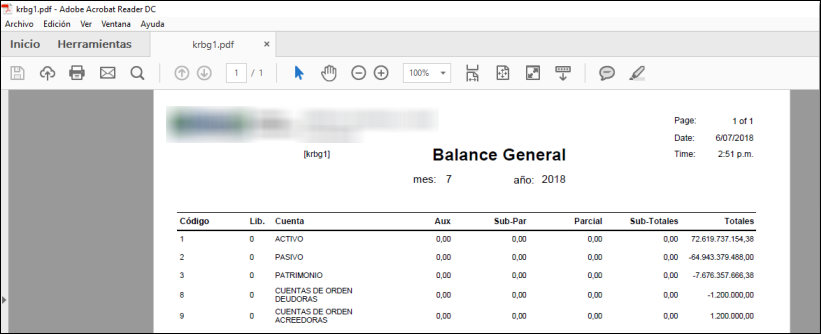 krbg1.pdf - Adobe Acrobat Reader DC
Archivo Edición Ver Ventana Ayuda
Inicio Herramientas krbg1.pdf ×
1 / 1 100%
Page: 1 of 1
Date: 6/07/2018
Time: 2:51 p.m.
[krbg1]
Balance General
mes: 7 año: 2018
Código Lib. Cuenta Aux Sub-Par Parcial Sub-Totales Totales
1 0 ACTIVO 0,00 0,00 0,00 0,00 72.619.737.154,38
2 0 PASIVO 0,00 0,00 0,00 0,00 -64.943.379.488,00
3 0 PATRIMONIO 0,00 0,00 0,00 0,00 -7.676.357.666,38
8 0 CUENTAS DE ORDEN DEUDORAS 0,00 0,00 0,00 0,00 -1.200.000,00
9 0 CUENTAS DE ORDEN ACREEDORAS 0,00 0,00 0,00 0,00 1.200.000,00